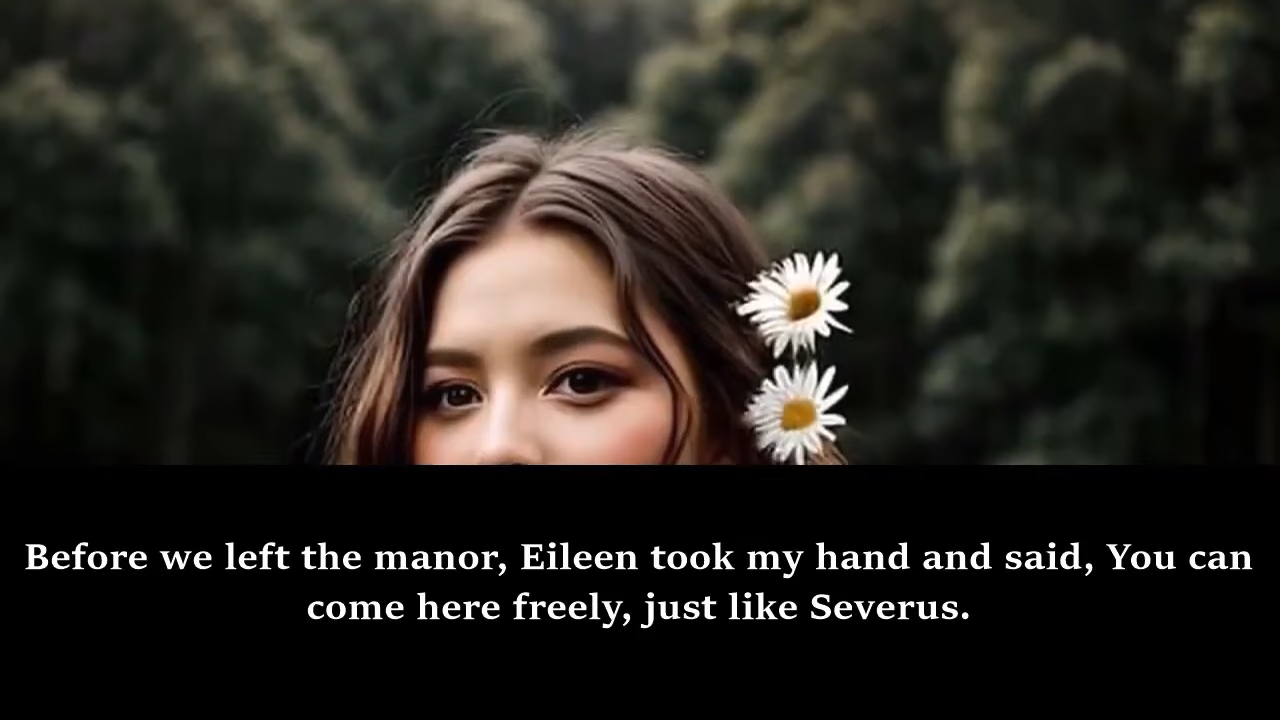 Before we left the manor, Eileen took my hand and said, You can
come here freely, just like Severus.